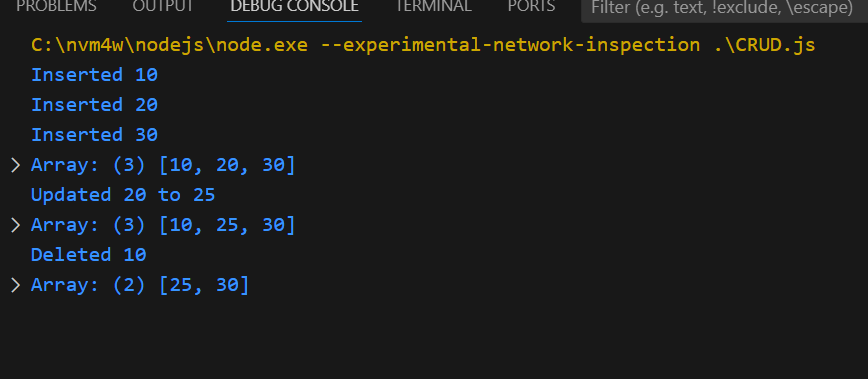 PROBLEMS OUTPUT DEBUG CONSOLE TERMINAL PORTS Filter (e.g. text, !exclude, \escape)
C:\nvm4w\nodejs\node.exe --experimental-network-inspection .\CRUD.js
Inserted 10
Inserted 20
Inserted 30
> Array: (3) [10, 20, 30]
Updated 20 to 25
> Array: (3) [10, 25, 30]
Deleted 10
> Array: (2) [25, 30]